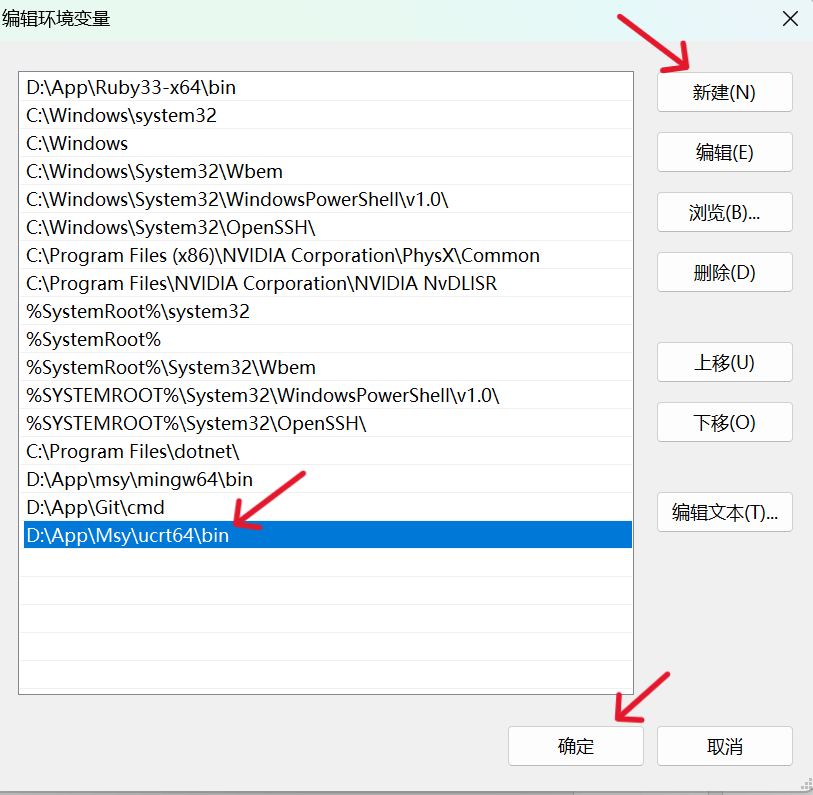 编辑环境变量
D:\App\Ruby33-x64\bin
C:\Windows\system32
C:\Windows
C:\Windows\System32\Wbem
C:\Windows\System32\WindowsPowerShell\v1.0\
C:\Windows\System32\OpenSSH\
C:\Program Files (x86)\NVIDIA Corporation\PhysX\Common
C:\Program Files\NVIDIA Corporation\NVIDIA NvDLISR
%SystemRoot%\system32
%SystemRoot%
%SystemRoot%\System32\Wbem
%SYSTEMROOT%\System32\WindowsPowerShell\v1.0\
%SYSTEMROOT%\System32\OpenSSH\
C:\Program Files\dotnet\
D:\App\msy\mingw64\bin
D:\App\Git\cmd
D:\App\Msy\ucrt64\bin
新建(N)
编辑(E)
浏览(B)...
删除(D)
上移(U)
下移(O)
编辑文本(T)...
确定
取消